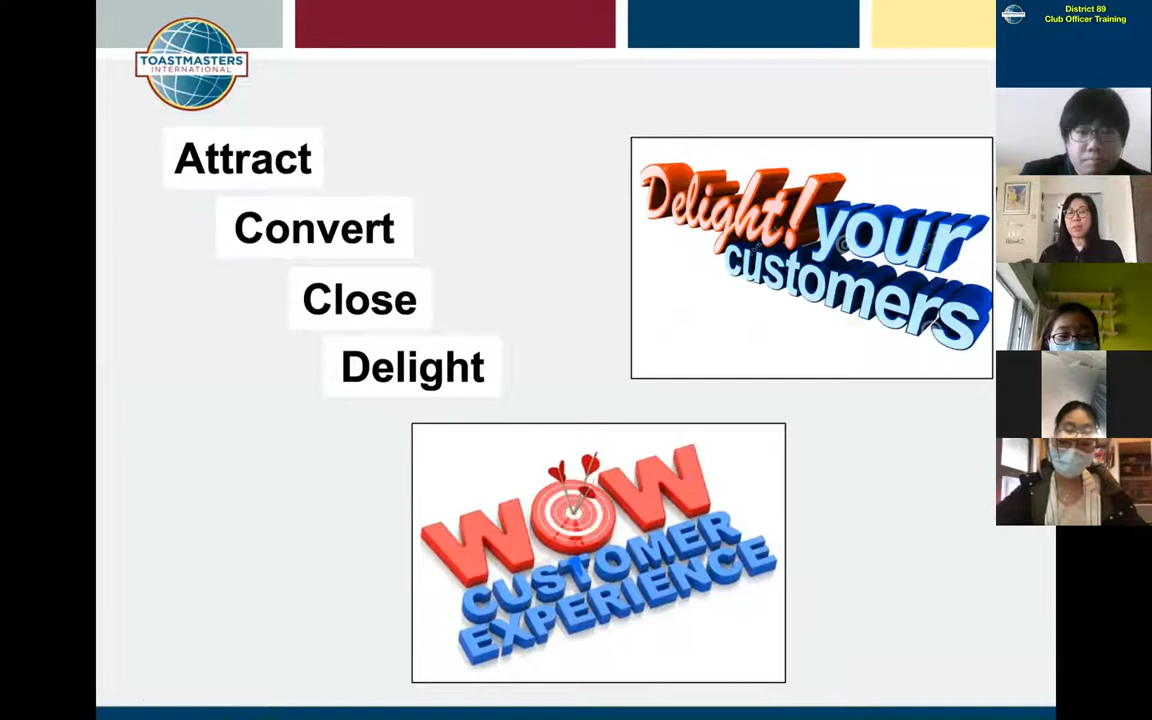 TOASTMASTERS
INTERNATIONAL
Attract
Convert
Close
Delight
Delight! your
customers
WOW
CUSTOMER
EXPERIENCE
District 89
Club Officer Training